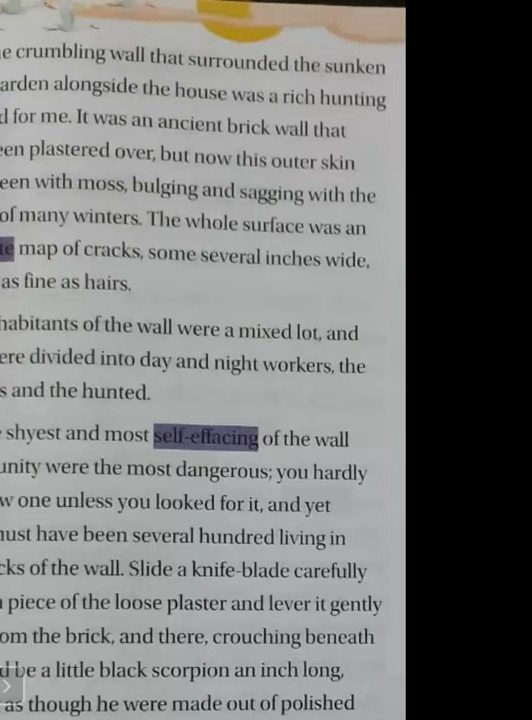 e crumbling wall that surrounded the sunken
arden alongside the house was a rich hunting
d for me. It was an ancient brick wall that
een plastered over, but now this outer skin
een with moss, bulging and sagging with the
of many winters. The whole surface was an
te map of cracks, some several inches wide,
as fine as hairs.
habitants of the wall were a mixed lot, and
ere divided into day and night workers, the
s and the hunted.
shyest and most self-effacing of the wall
unity were the most dangerous; you hardly
w one unless you looked for it, and yet
nust have been several hundred living in
cks of the wall. Slide a knife-blade carefully
piece of the loose plaster and lever it gently
om the brick, and there, crouching beneath
d be a little black scorpion an inch long,
as though he were made out of polished